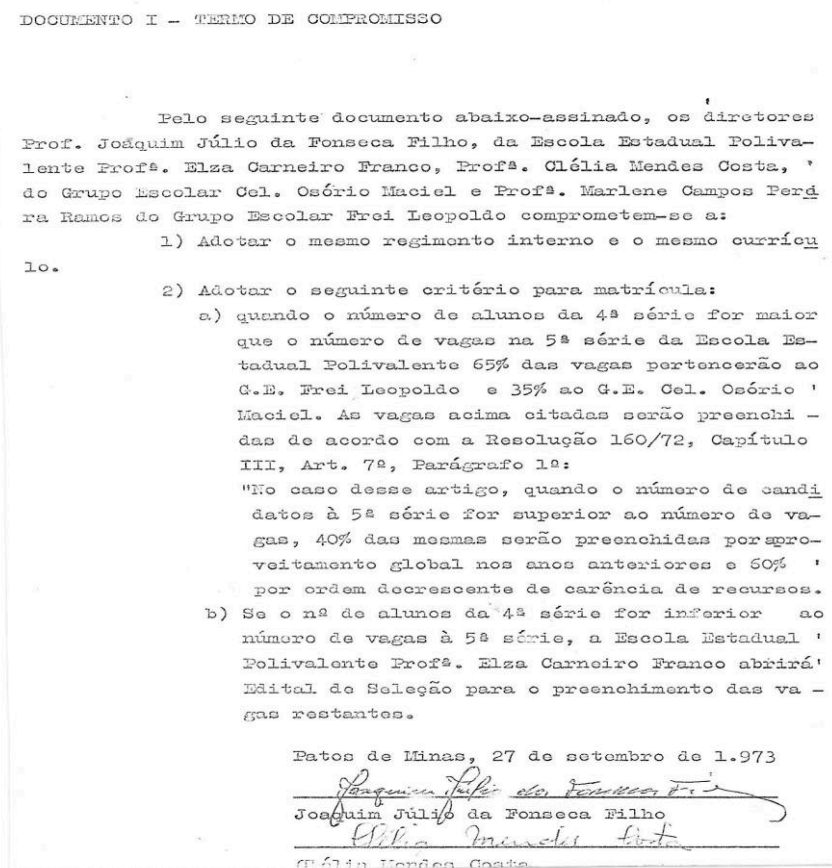 DOCUMENTO I - TERMO DE COMPROMISSO
Pelo seguinte documento abaixo-assinado, os diretores
Prof. Joaquim Júlio da Fonseca Filho, da Escola Estadual Poliva-
lente Profª. Elza Carneiro Franco, Profª. Clélia Mendes Costa, '
do Grupo Escolar Cel. Osório Maciel e Profª. Marlene Campos Perei
ra Ramos do Grupo Escolar Frei Leopoldo comprometem-se a:
1) Adotar o mesmo regimento interno e o mesmo currícu
lo.
2) Adotar o seguinte critério para matrícula:
a) quando o número de alunos da 4ª série for maior
que o número de vagas na 5ª série da Escola Es-
tadual Polivalente 65% das vagas pertencerão ao
G.E. Frei Leopoldo e 35% ao G.E. Cel. Osório '
Maciel. As vagas acima citadas serão preenchi -
das de acordo com a Resolução 160/72, Capítulo
III, Art. 7º, Parágrafo 1º:
"No caso desse artigo, quando o número de candi
datos à 5ª série for superior ao número de va-
gas, 40% das mesmas serão preenchidas por apro-
veitamento global nos anos anteriores e 60% '
por ordem decrescente de carência de recursos.
b) Se o nº de alunos da 4ª série for inferior ao
número de vagas à 5ª série, a Escola Estadual '
Polivalente Profª. Elza Carneiro Franco abrirá'
Edital de Seleção para o preenchimento das va -
gas restantes.
Patos de Minas, 27 de setembro de 1.973
Joaquim Júlio da Fonseca Fi
Joaquim Júlio da Fonseca Filho
Clélia Mendes Costa
Clélia Mendes Costa